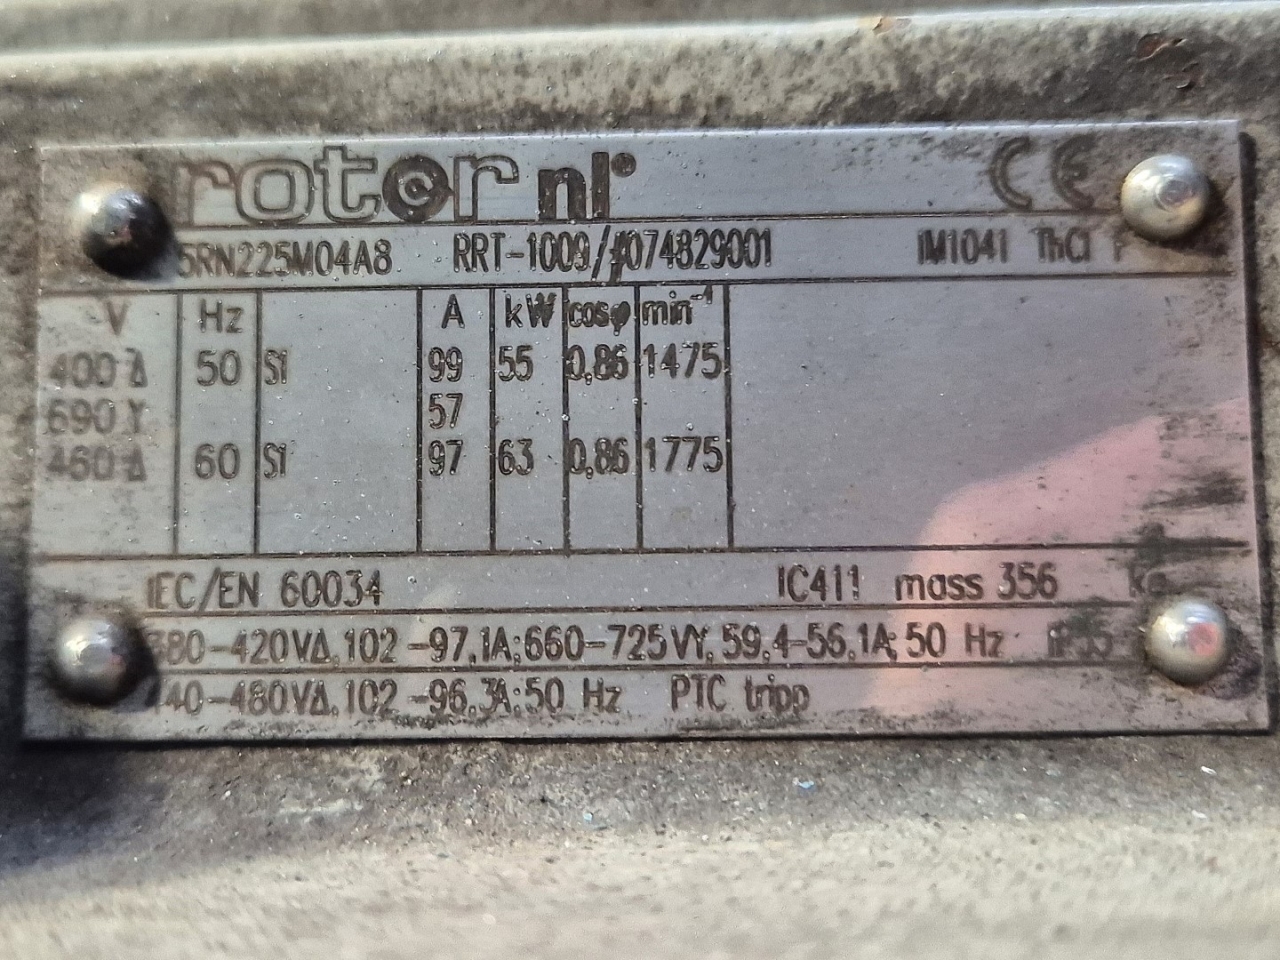 rotor nl®
CE
5RN225M04A8 RRT-1009/#074829001 IM1041 ThCl F
V Hz A kW cosφ min⁻¹
400 Δ 50 S1 99 55 0,86 1475
690 Y 57
460 Δ 60 S1 97 63 0,86 1775
IEC/EN 60034 IC411 mass 356 kg
380-420VΔ,102 -97,1A;660-725VY,59,4-56,1A;50 Hz IP55
440-480VΔ,102 -96,3A;50 Hz PTC tripp